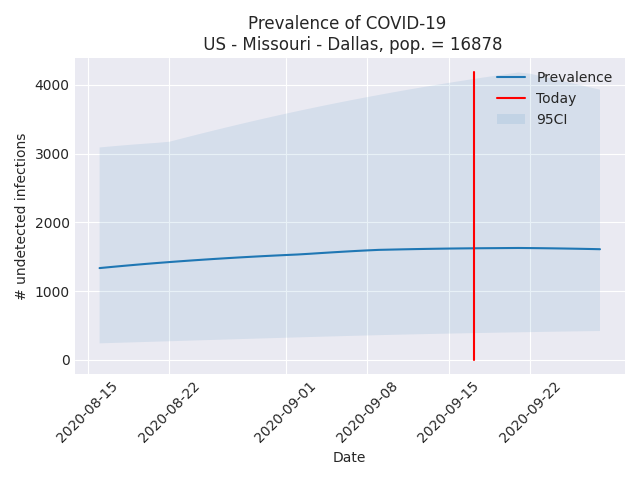 Prevalence of COVID-19
US - Missouri - Dallas, pop. = 16878
Prevalence
Today
95CI
4000
3000
2000
1000
0
# undetected infections
2020-08-15
2020-08-22
2020-09-01
2020-09-08
2020-09-15
2020-09-22
Date